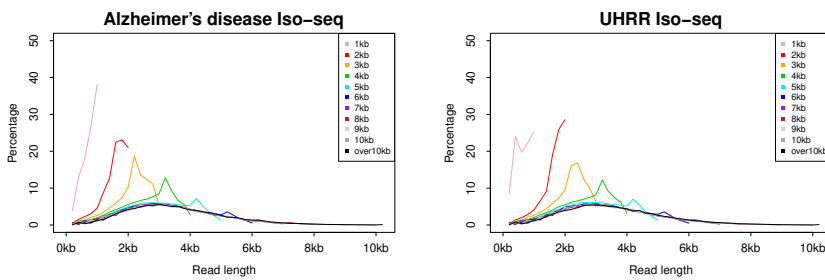 Alzheimer's disease Iso−seq
Percentage
50
40
30
20
10
0
1kb
2kb
3kb
4kb
5kb
6kb
7kb
8kb
9kb
10kb
over10kb
0kb 2kb 4kb 6kb 8kb 10kb
Read length
UHRR Iso−seq
Percentage
50
40
30
20
10
0
1kb
2kb
3kb
4kb
5kb
6kb
7kb
8kb
9kb
10kb
over10kb
0kb 2kb 4kb 6kb 8kb 10kb
Read length